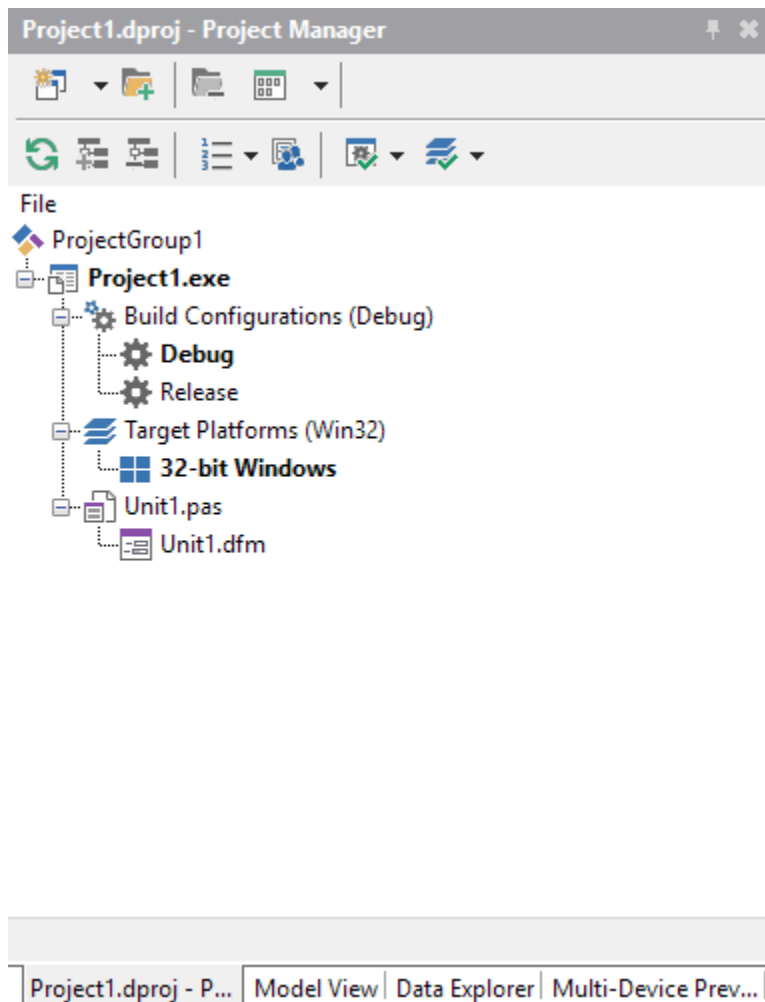 Project1.dproj - Project Manager
File
ProjectGroup1
Project1.exe
Build Configurations (Debug)
Debug
Release
Target Platforms (Win32)
32-bit Windows
Unit1.pas
Unit1.dfm
Project1.dproj - P... Model View Data Explorer Multi-Device Prev...